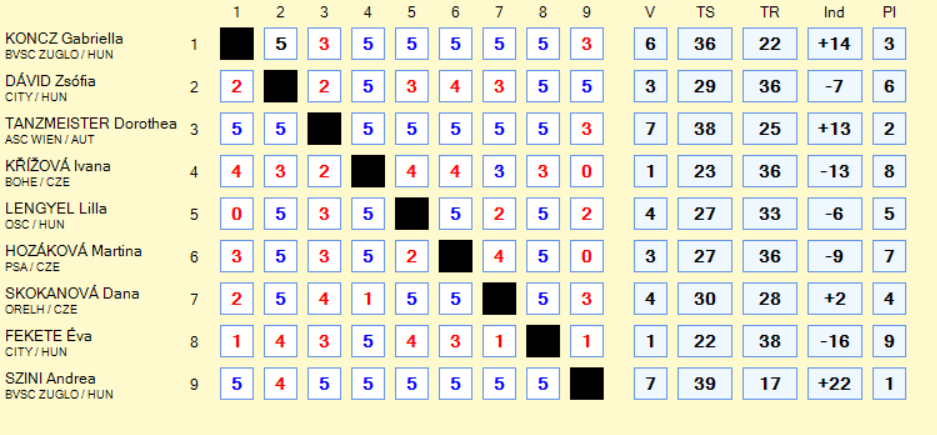 1 2 3 4 5 6 7 8 9 V TS TR Ind Pl
KONCZ Gabriella 1 5 3 5 5 5 5 5 3 6 36 22 +14 3
BVSC ZUGLO / HUN
DÁVID Zsófia 2 2 2 5 3 4 3 5 5 3 29 36 -7 6
CITY / HUN
TANZMEISTER Dorothea 3 5 5 5 5 5 5 5 3 7 38 25 +13 2
ASC WIEN / AUT
KŘÍŽOVÁ Ivana 4 4 3 2 4 4 3 3 0 1 23 36 -13 8
BOHE / CZE
LENGYEL Lilla 5 0 5 3 5 5 2 5 2 4 27 33 -6 5
OSC / HUN
HOZÁKOVÁ Martina 6 3 5 3 5 2 4 5 0 3 27 36 -9 7
PSA / CZE
SKOKANOVÁ Dana 7 2 5 4 1 5 5 5 3 4 30 28 +2 4
ORELH / CZE
FEKETE Éva 8 1 4 3 5 4 3 1 1 1 22 38 -16 9
CITY / HUN
SZINI Andrea 9 5 4 5 5 5 5 5 5 7 39 17 +22 1
BVSC ZUGLO / HUN